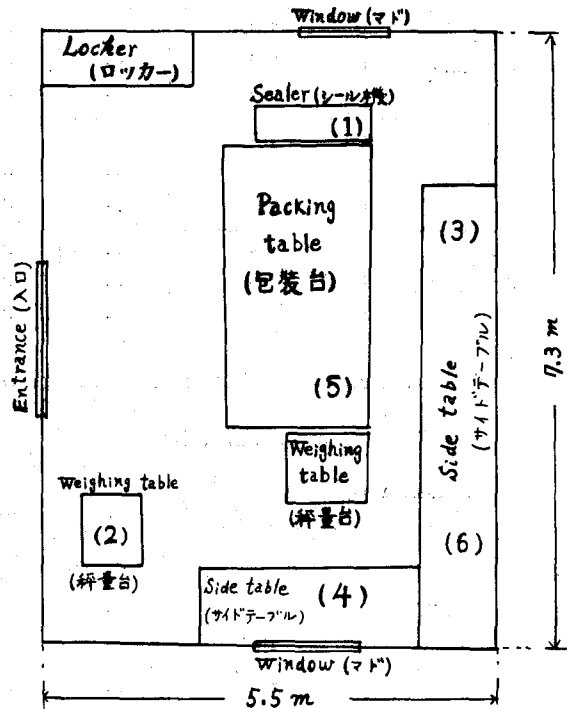 Window (マド)
Locker
(ロッカー)
Sealer (シール機)
(1)
Packing
table
(包装台)
(3)
Entrance (入口)
7.3 m
Side table
(サイドテーブル)
(5)
Weighing
table
(秤量台)
Weighing table
(2)
(秤量台)
(6)
Side table
(サイドテーブル)
(4)
Window (マド)
5.5 m